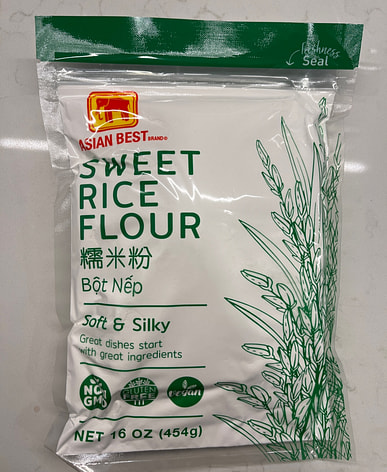 Freshness
Seal
ASIAN BEST BRAND®
SWEET
RICE
FLOUR
糯米粉
Bột Nếp
Soft & Silky
Great dishes start
with great ingredients
NO GMO
GLUTEN FREE
vegan
NET 16 OZ (454g)